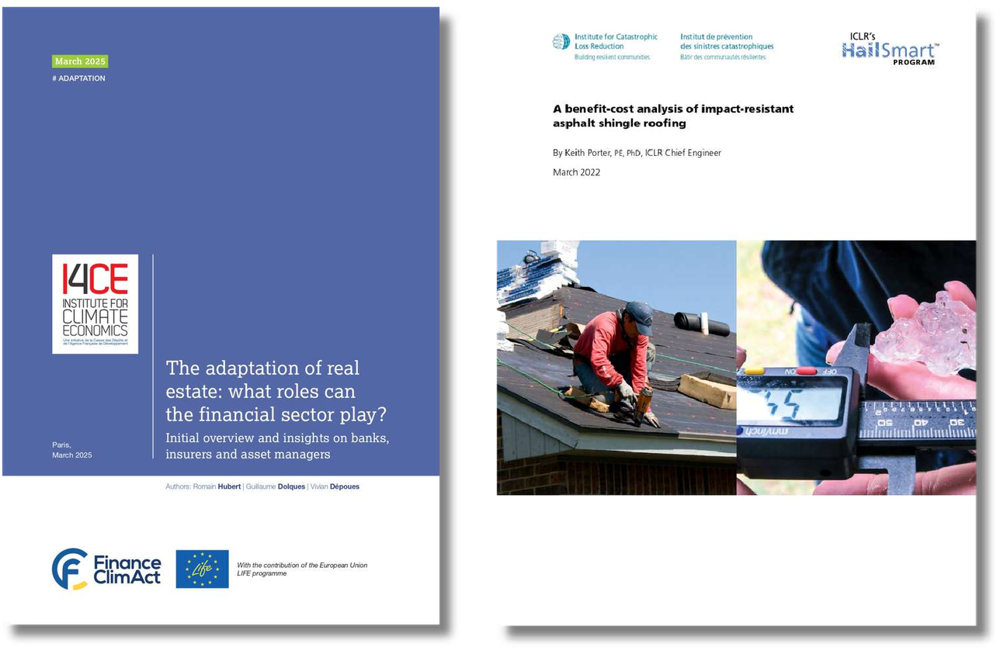 March 2025
# ADAPTATION
I4CE
INSTITUTE FOR
CLIMATE
ECONOMICS
Une initiative de la Caisse des Dépôts et
de l'Agence Française de Développement
The adaptation of real
estate: what roles can
the financial sector play?
Initial overview and insights on banks,
insurers and asset managers
Paris,
March 2025
Authors: Romain Hubert | Guillaume Dolques | Vivian Dépoues
Finance
ClimAct
Life
With the contribution of the European Union
LIFE programme
Institute for Catastrophic
Loss Reduction
Building resilient communities
Institut de prévention
des sinistres catastrophiques
Bâtir des communautés résilientes
ICLR's
HailSmart™
PROGRAM
A benefit-cost analysis of impact-resistant
asphalt shingle roofing
By Keith Porter, PE, PhD, ICLR Chief Engineer
March 2022
ON OFF
mm/inch
50 40 30